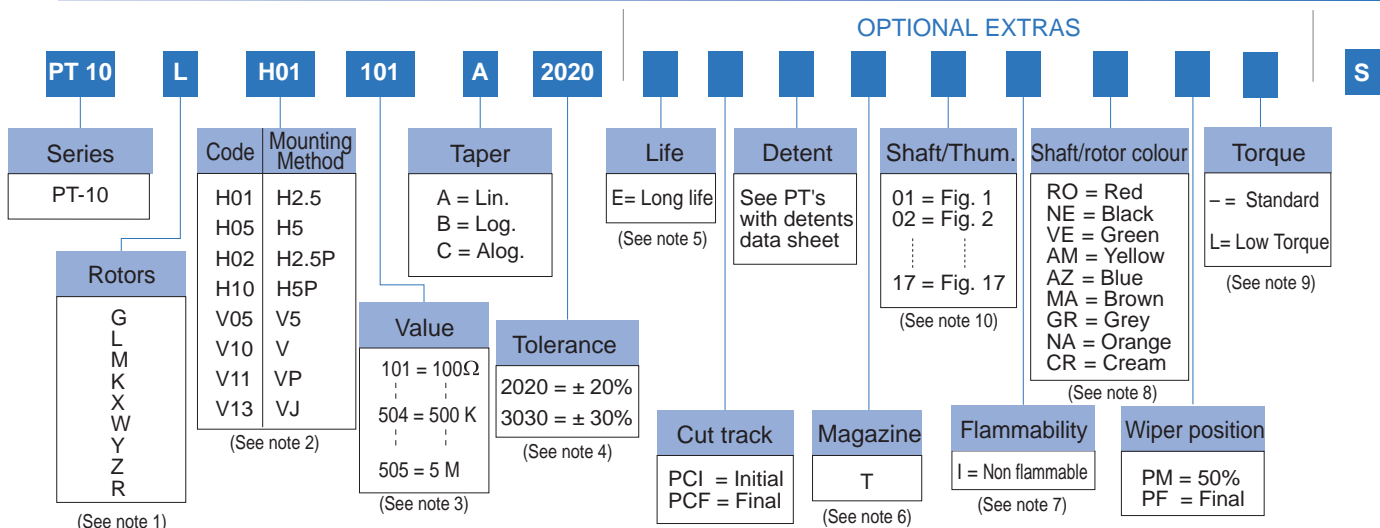 OPTIONAL EXTRAS
PT 10 L H01 101 A 2020 S
Series
PT-10
Rotors
G
L
M
K
X
W
Y
Z
R
(See note 1)
Code Mounting Method
H01 H2.5
H05 H5
H02 H2.5P
H10 H5P
V05 V5
V10 V
V11 VP
V13 VJ
(See note 2)
Value
101 = 100Ω
504 = 500 K
505 = 5 M
(See note 3)
Taper
A = Lin.
B = Log.
C = Alog.
Tolerance
2020 = ± 20%
3030 = ± 30%
(See note 4)
Life
E= Long life
(See note 5)
Cut track
PCI = Initial
PCF = Final
Detent
See PT's
with detents
data sheet
Magazine
T
(See note 6)
Shaft/Thum.
01 = Fig. 1
02 = Fig. 2
17 = Fig. 17
(See note 10)
Flammability
I = Non flammable
(See note 7)
Shaft/rotor colour
RO = Red
NE = Black
VE = Green
AM = Yellow
AZ = Blue
MA = Brown
GR = Grey
NA = Orange
CR = Cream
(See note 8)
Wiper position
PM = 50%
PF = Final
Torque
– = Standard
L= Low Torque
(See note 9)